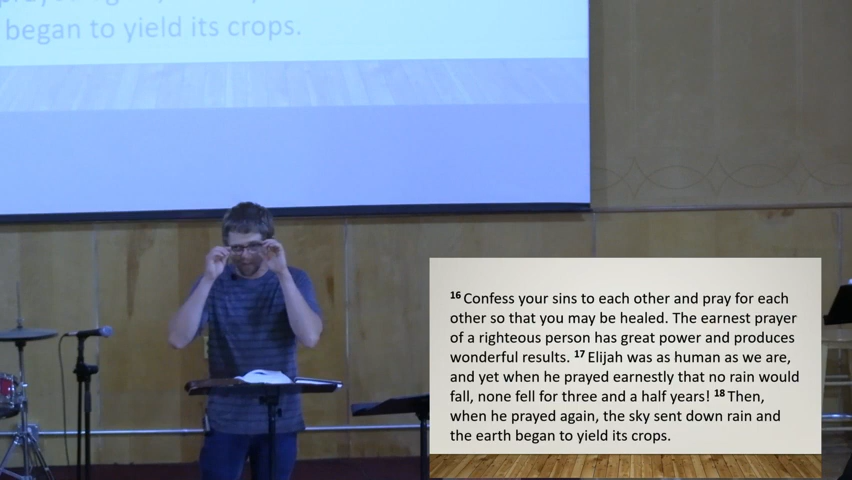 began to yield its crops.
16 Confess your sins to each other and pray for each
other so that you may be healed. The earnest prayer
of a righteous person has great power and produces
wonderful results. 17 Elijah was as human as we are,
and yet when he prayed earnestly that no rain would
fall, none fell for three and a half years! 18 Then,
when he prayed again, the sky sent down rain and
the earth began to yield its crops.